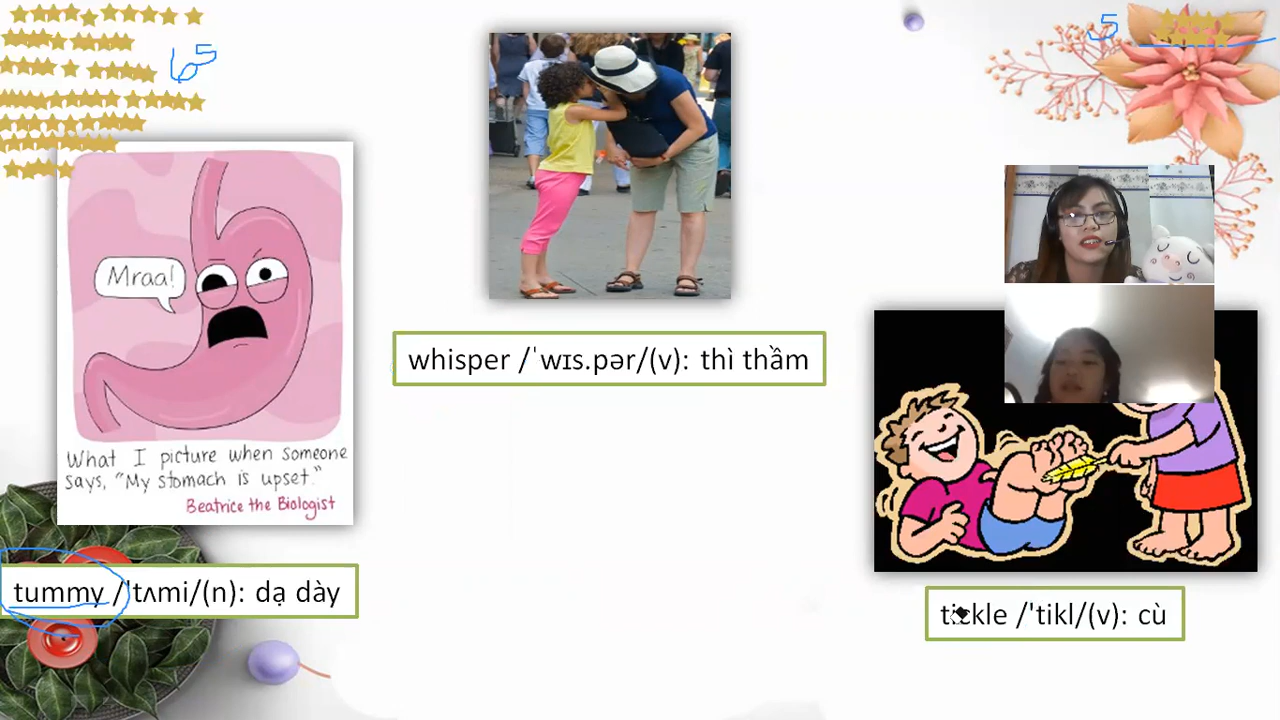 65
5
Mraa!
What I picture when someone
says, "My stomach is upset."
Beatrice the Biologist
whisper /ˈwɪs.pər/(v): thì thầm
tummy /'tʌmi/(n): dạ dày
tickle /'tikl/(v): cù